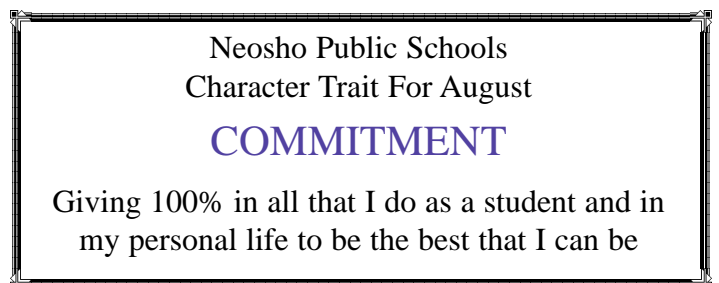 Neosho Public Schools
Character Trait For August
COMMITMENT
Giving 100% in all that I do as a student and in
my personal life to be the best that I can be